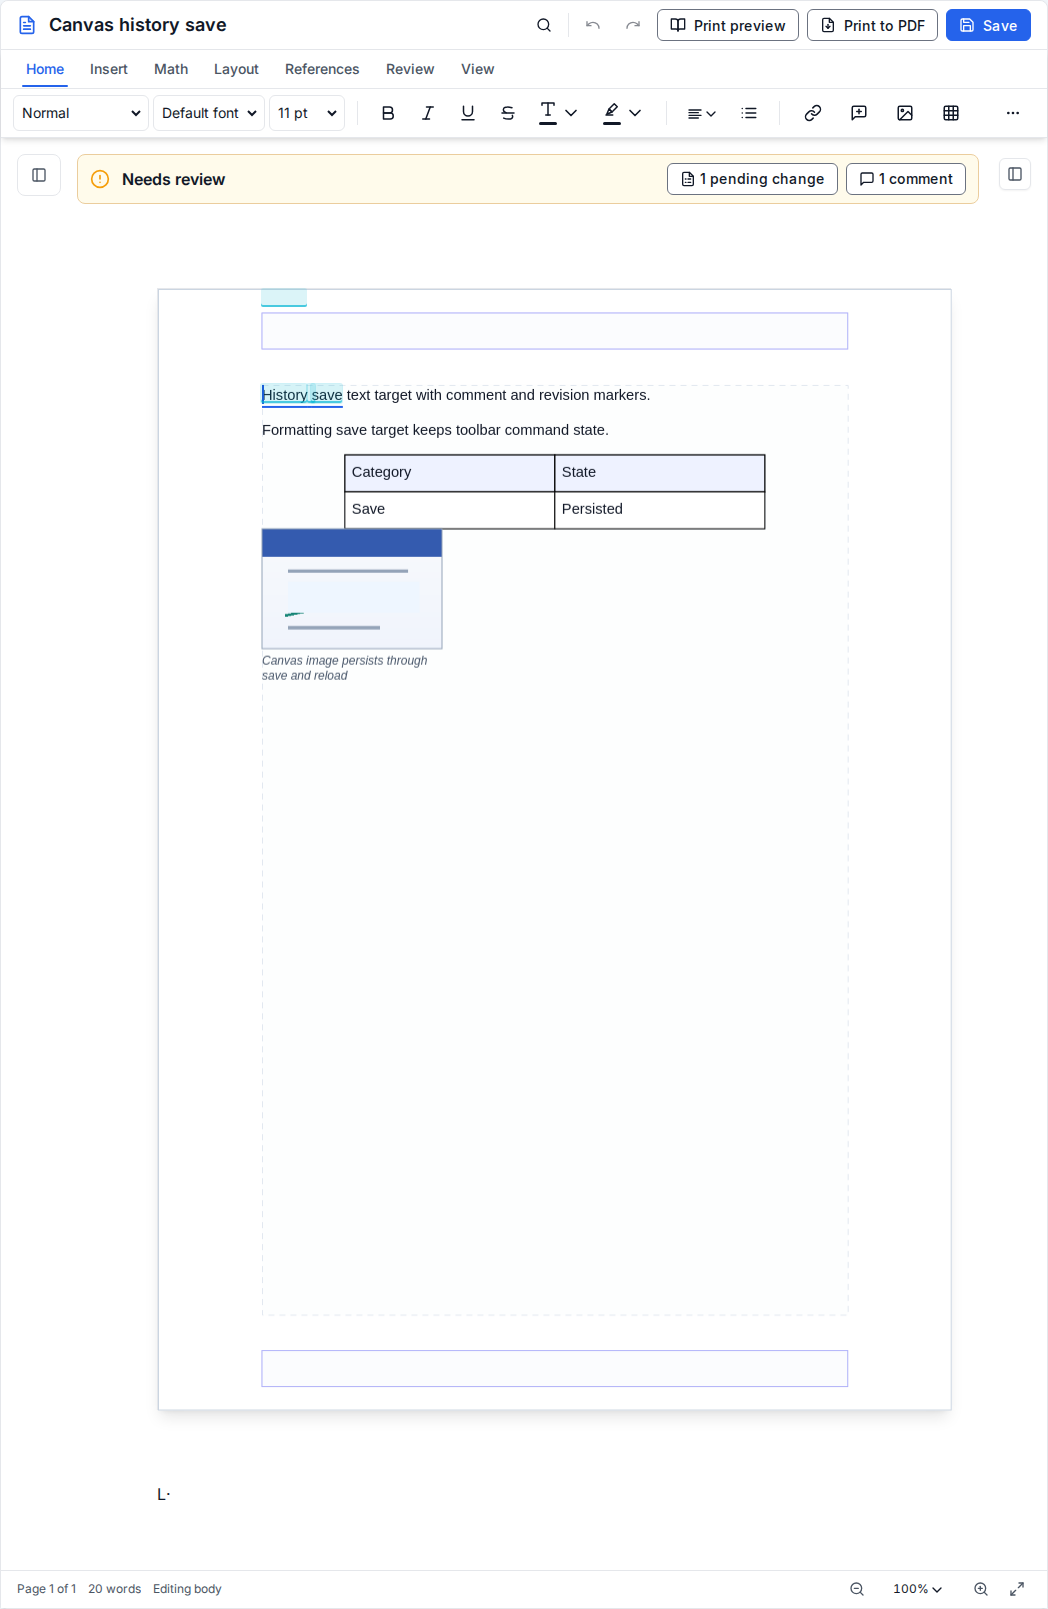 Canvas history save
Print preview
Print to PDF
Save
Home Insert Math Layout References Review View
Normal Default font 11 pt
Needs review
1 pending change
1 comment
History save text target with comment and revision markers.
Formatting save target keeps toolbar command state.
Category State
Save Persisted
Canvas image persists through
save and reload
L·
Page 1 of 1 20 words Editing body
100%